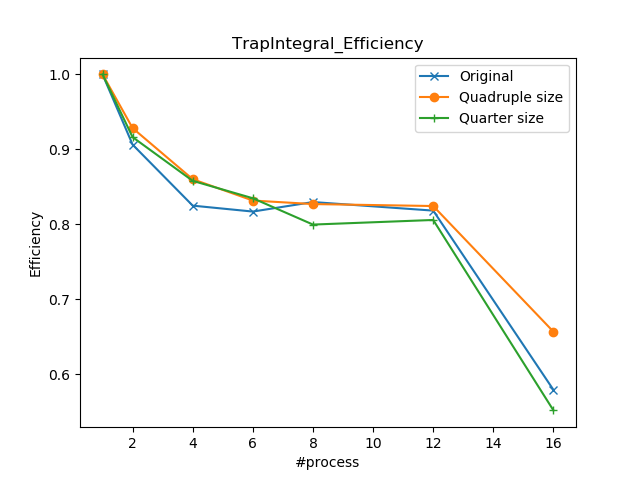 TrapIntegral_Efficiency
Original
Quadruple size
Quarter size
1.0
0.9
0.8
0.7
0.6
Efficiency
2 4 6 8 10 12 14 16
#process